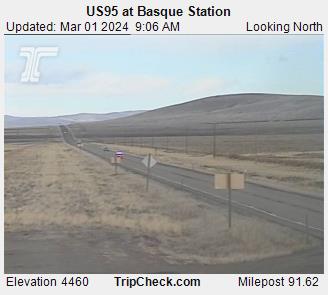 US95 at Basque Station
Updated: Mar 01 2024 9:06 AM Looking North
Elevation 4460 TripCheck.com Milepost 91.62